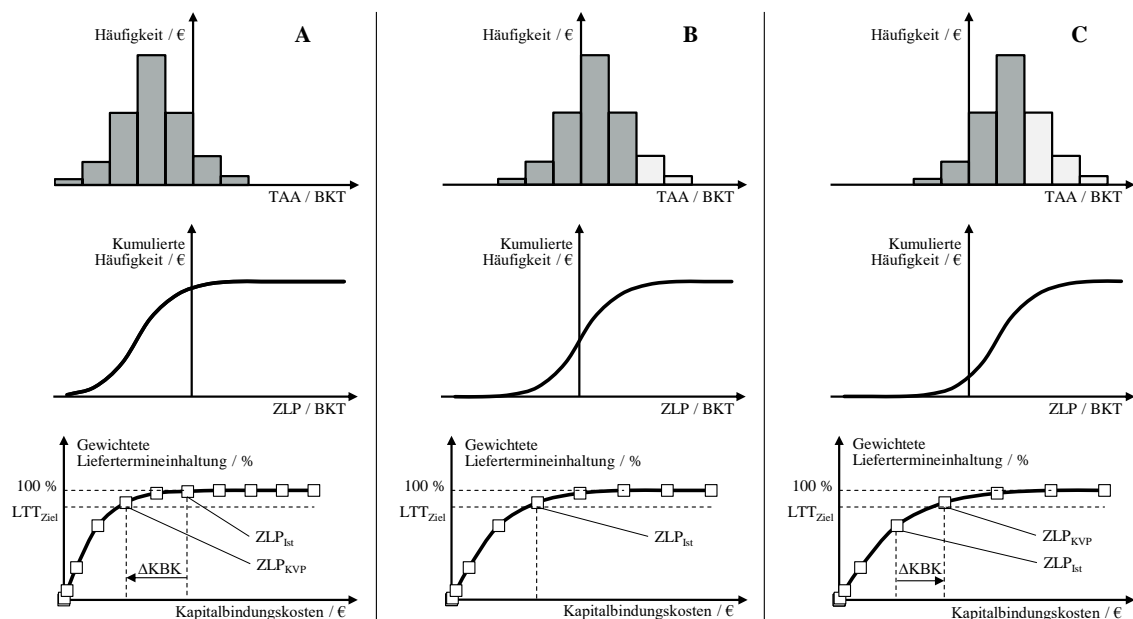 Häufigkeit / €
A
TAA / BKT
Kumulierte
Häufigkeit / €
ZLP / BKT
Gewichtete
Liefertermineinhaltung / %
100 %
LTT_Ziel
ZLP_Ist
ZLP_KVP
ΔKBK
Kapitalbindungskosten / €
Häufigkeit / €
B
TAA / BKT
Kumulierte
Häufigkeit / €
ZLP / BKT
Gewichtete
Liefertermineinhaltung / %
100 %
LTT_Ziel
ZLP_Ist
Kapitalbindungskosten / €
Häufigkeit / €
C
TAA / BKT
Kumulierte
Häufigkeit / €
ZLP / BKT
Gewichtete
Liefertermineinhaltung / %
100 %
LTT_Ziel
ZLP_KVP
ZLP_Ist
ΔKBK
Kapitalbindungskosten / €